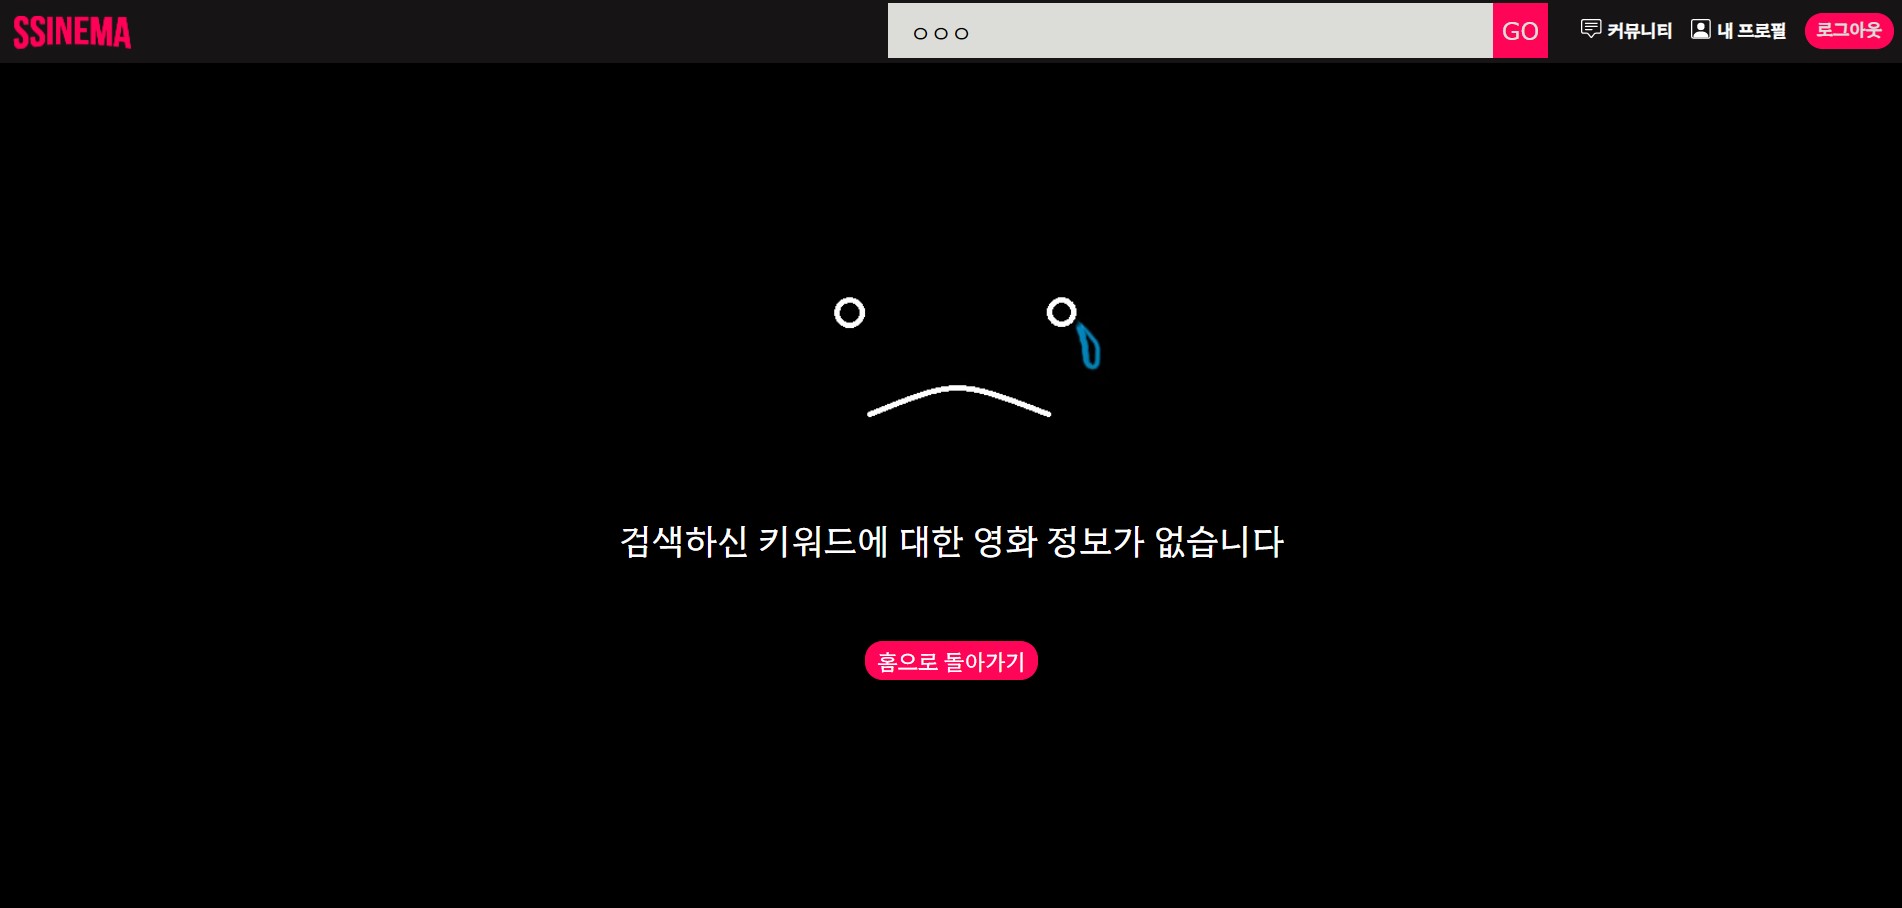 SSINEMA
ㅇㅇㅇ
GO
커뮤니티
내 프로필
로그아웃
검색하신 키워드에 대한 영화 정보가 없습니다
홈으로 돌아가기